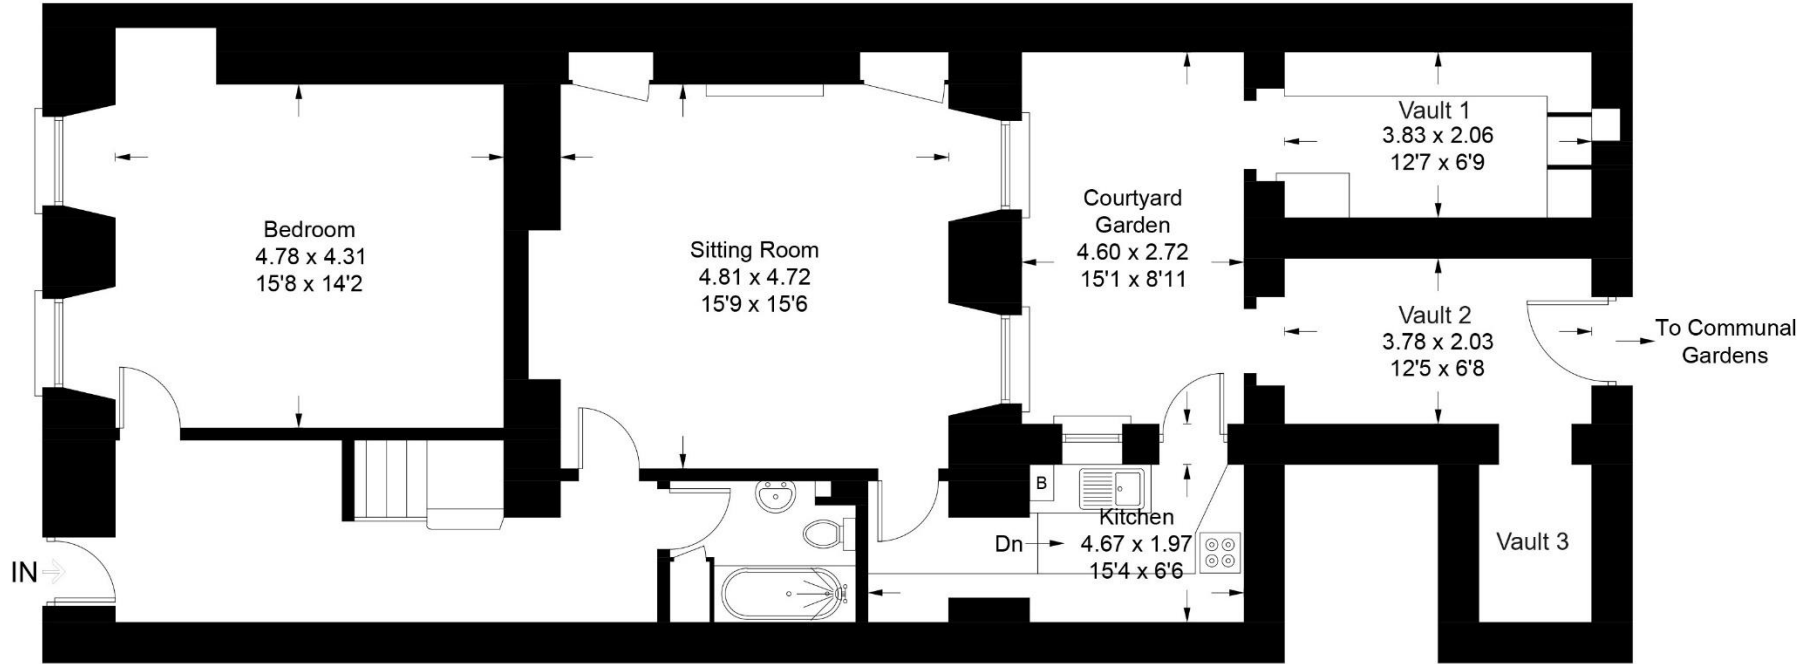 Bedroom
4.78 x 4.31
15'8 x 14'2
Sitting Room
4.81 x 4.72
15'9 x 15'6
Courtyard
Garden
4.60 x 2.72
15'1 x 8'11
Vault 1
3.83 x 2.06
12'7 x 6'9
Vault 2
3.78 x 2.03
12'5 x 6'8
To Communal
Gardens
B
Kitchen
Dn
4.67 x 1.97
15'4 x 6'6
Vault 3
IN